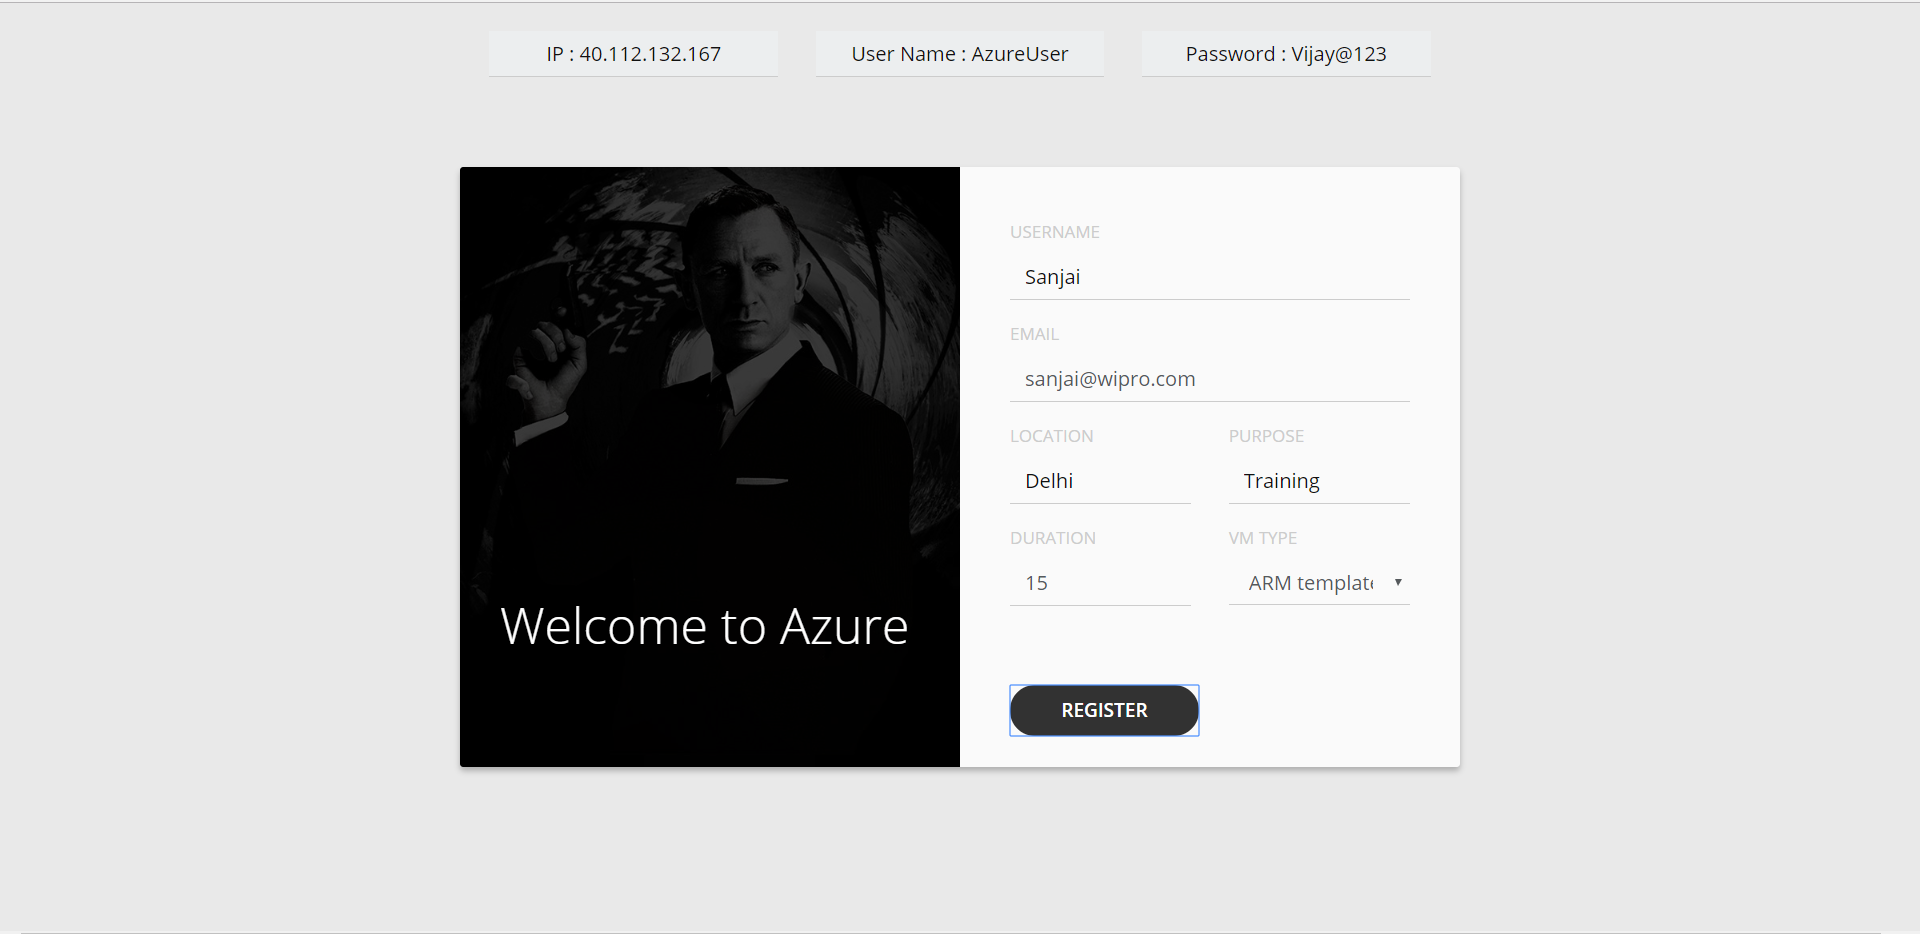 IP : 40.112.132.167
User Name : AzureUser
Password : Vijay@123
Welcome to Azure
USERNAME
Sanjai
EMAIL
sanjai@wipro.com
LOCATION
PURPOSE
Delhi
Training
DURATION
VM TYPE
15
ARM template
REGISTER